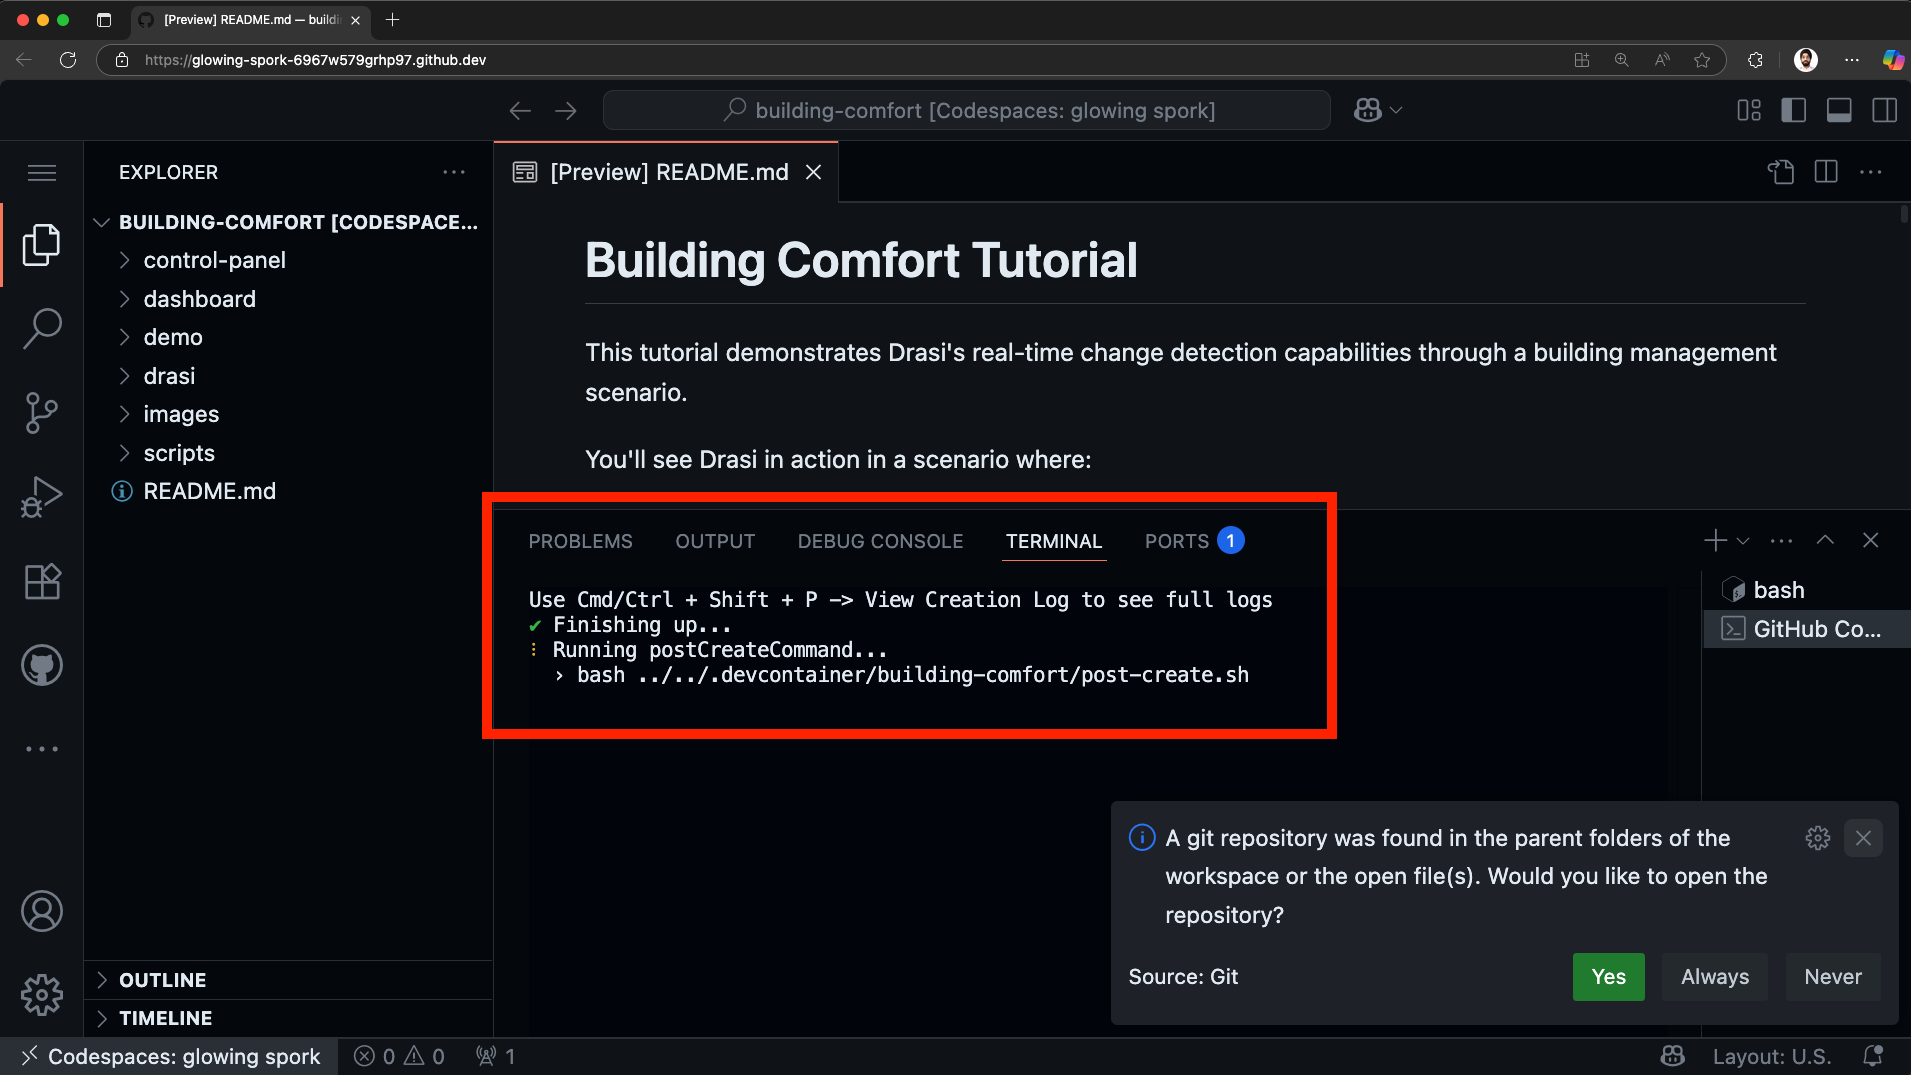 [Preview] README.md — buildi
https://glowing-spork-6967w579grhp97.github.dev
building-comfort [Codespaces: glowing spork]
EXPLORER
BUILDING-COMFORT [CODESPACE...
control-panel
dashboard
demo
drasi
images
scripts
README.md
OUTLINE
TIMELINE
[Preview] README.md
Building Comfort Tutorial
This tutorial demonstrates Drasi's real-time change detection capabilities through a building management
scenario.
You'll see Drasi in action in a scenario where:
PROBLEMS OUTPUT DEBUG CONSOLE TERMINAL PORTS 1
Use Cmd/Ctrl + Shift + P -> View Creation Log to see full logs
✔ Finishing up...
⋮ Running postCreateCommand...
› bash ../../.devcontainer/building-comfort/post-create.sh
bash
GitHub Co...
A git repository was found in the parent folders of the
workspace or the open file(s). Would you like to open the
repository?
Source: Git
Yes Always Never
Codespaces: glowing spork 0 0 1
Layout: U.S.